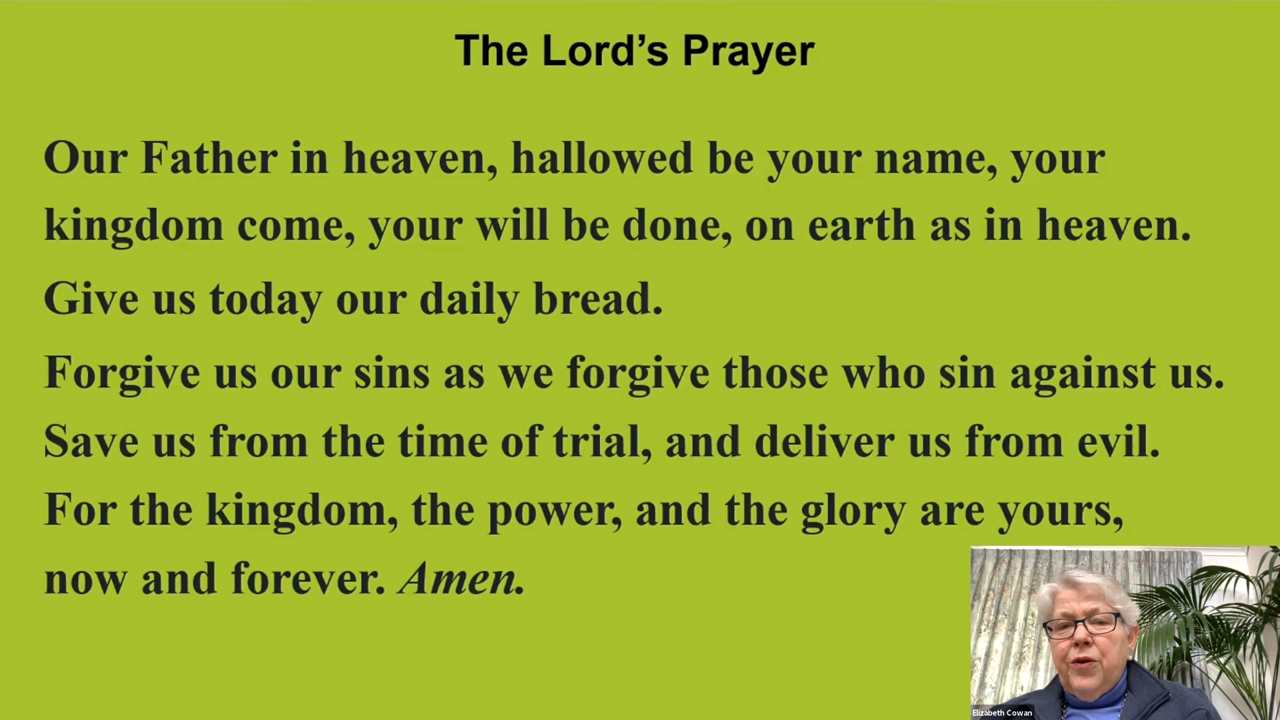 The Lord’s Prayer
Our Father in heaven, hallowed be your name, your
kingdom come, your will be done, on earth as in heaven.
Give us today our daily bread.
Forgive us our sins as we forgive those who sin against us.
Save us from the time of trial, and deliver us from evil.
For the kingdom, the power, and the glory are yours,
now and forever. Amen.
Elizabeth Cowan